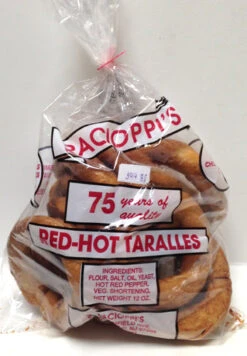 BACIOPPI'S
75 years of
quality
RED-HOT TARALLES
INGREDIENTS:
FLOUR, SALT, OIL, YEAST,
HOT RED PEPPER,
VEG. SHORTENING,
NET WEIGHT 12 OZ.